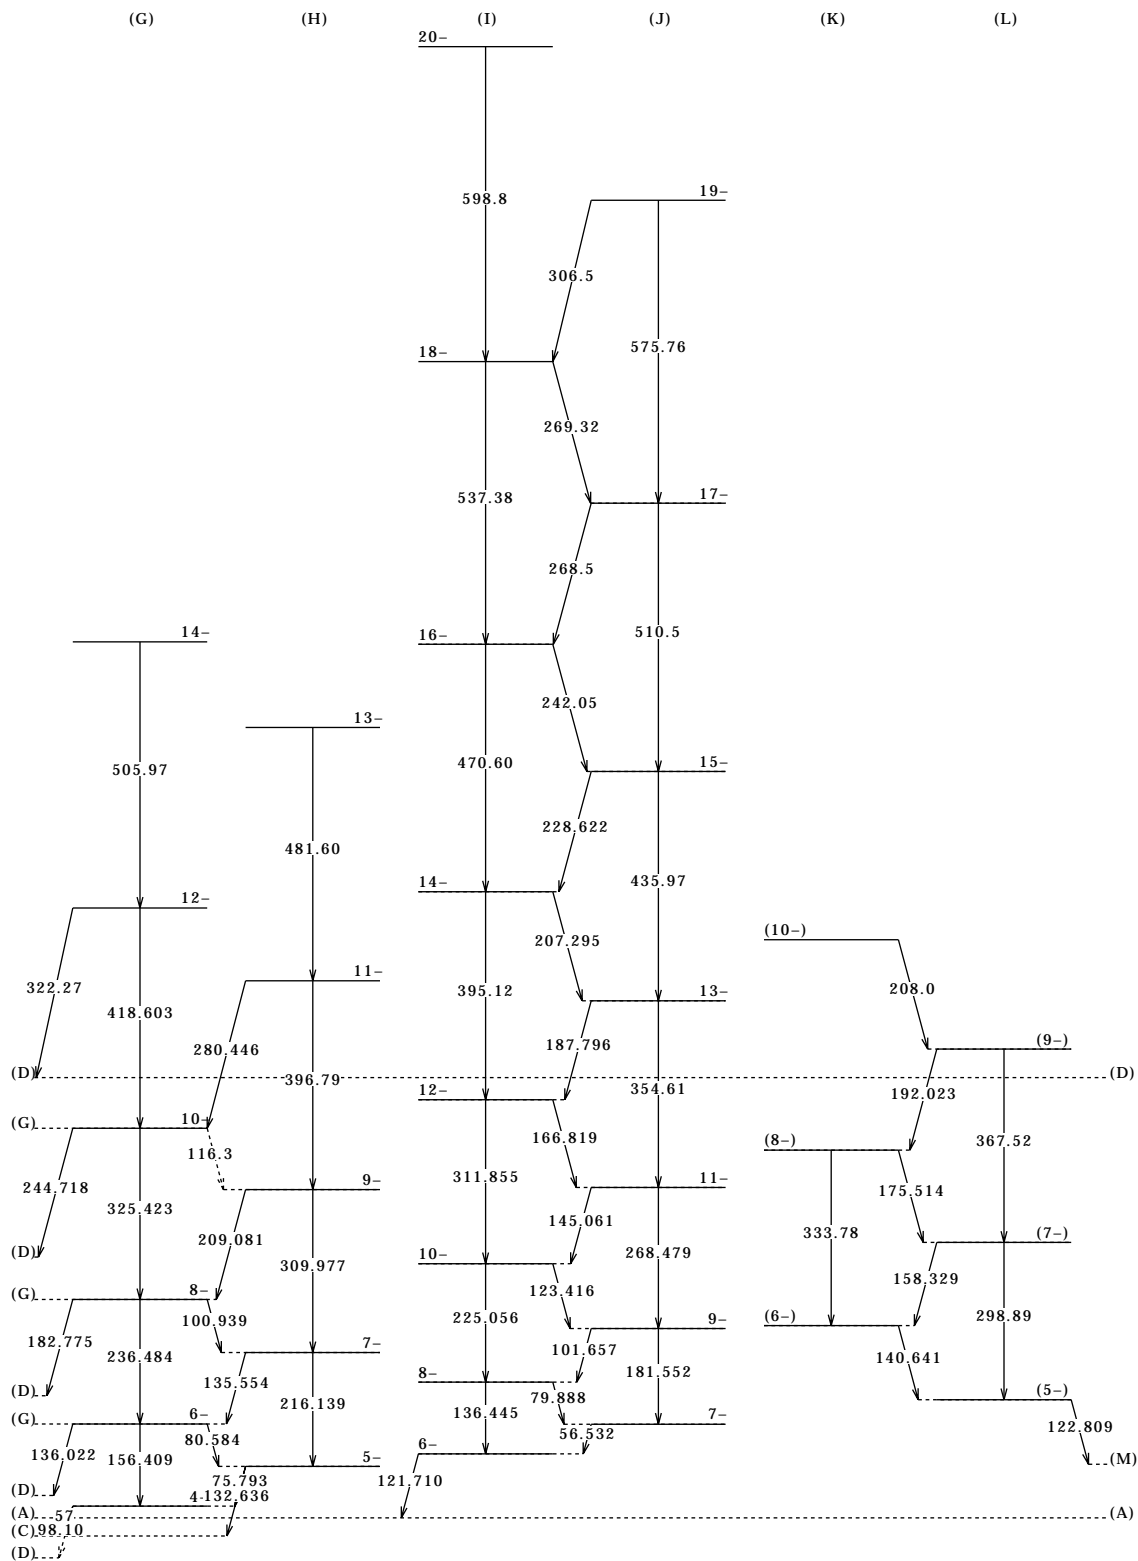 (G) (H) (I) (J) (K) (L)
20–
19–
598.8
306.5
575.76
18–
269.32
17–
537.38
268.5
14– 16– 510.5
242.05
13–
505.97 470.60 15–
228.622
481.60
435.97
14–
12–
(10–)
207.295
322.27 11– 395.12 208.0
418.603 13–
280.446 187.796 (9–)
(D) 396.79 (D)
12– 354.61 192.023
(G) 10–
116.3 166.819 (8–) 367.52
244.718 9– 311.855 11– 175.514
325.423
209.081 145.061 333.78 (7–)
(D) 309.977 10– 268.479
(G) 8– 123.416 158.329
100.939 225.056 9– (6–) 298.89
182.775 236.484 7– 101.657 140.641
135.554 8– 181.552
(D) 216.139 136.445 79.888 (5–)
(G) 6– 7– 122.809
80.584 56.532
136.022 156.409 5– 6– (M)
75.793 121.710
(D) 4– 132.636
(A) 57 (A)
(C) 98.10
(D)